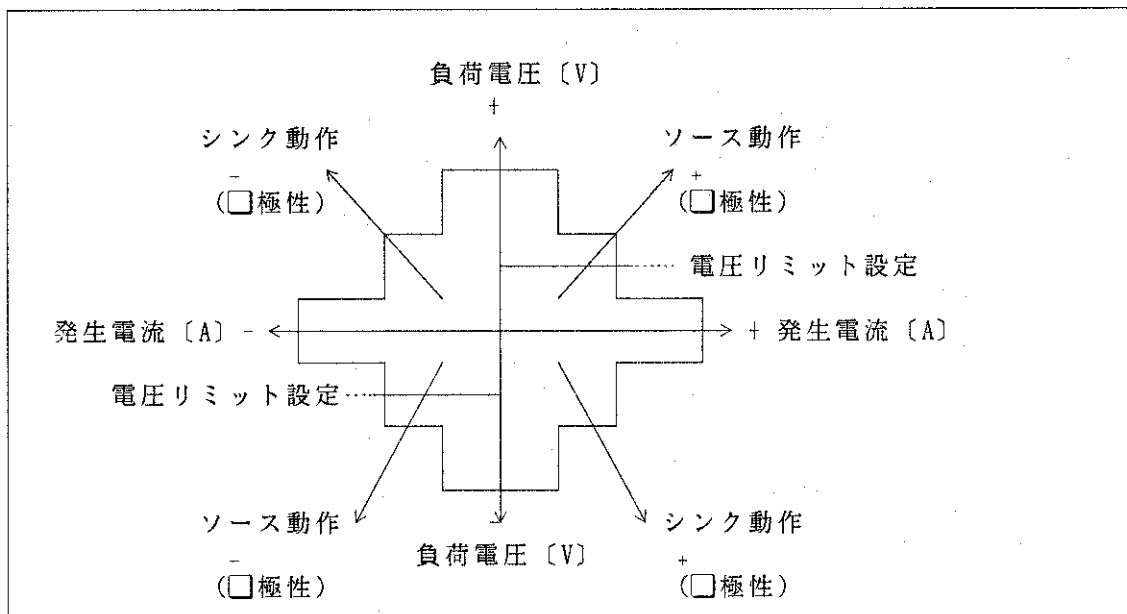 負荷電圧〔V〕
+
シンク動作
ソース動作
-
+
(□極性)
(□極性)
電圧リミット設定
発生電流〔A〕-
+ 発生電流〔A〕
電圧リミット設定
ソース動作
シンク動作
-
負荷電圧〔V〕
+
(□極性)
(□極性)